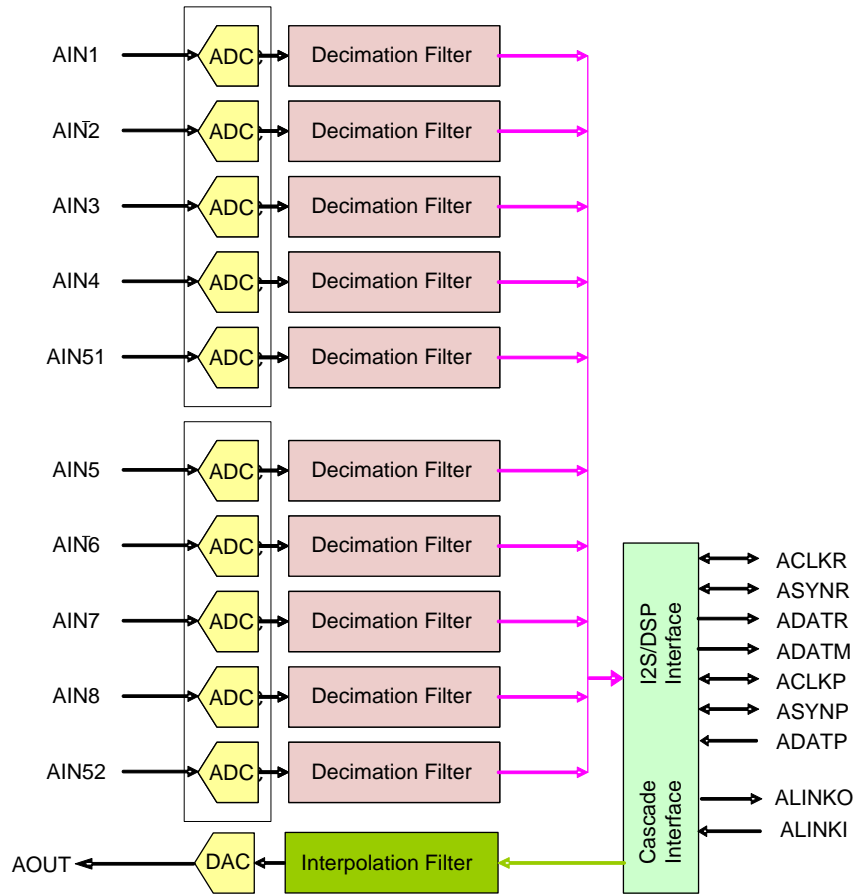 AIN1 ADC Decimation Filter
AIN2 ADC Decimation Filter
AIN3 ADC Decimation Filter
AIN4 ADC Decimation Filter
AIN51 ADC Decimation Filter
AIN5 ADC Decimation Filter
AIN6 ADC Decimation Filter
AIN7 ADC Decimation Filter
AIN8 ADC Decimation Filter
AIN52 ADC Decimation Filter
AOUT DAC Interpolation Filter
I2S/DSP
Interface
Cascade
Interface
ACLKR
ASYNR
ADATR
ADATM
ACLKP
ASYNP
ADATP
ALINKO
ALINKI